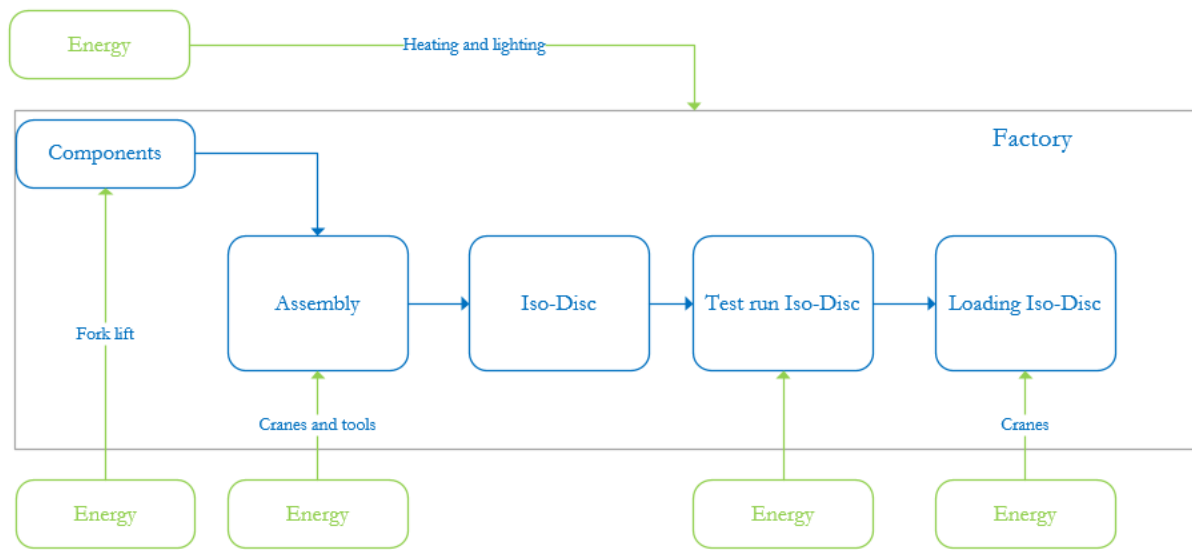 Energy
Heating and lighting
Factory
Components
Assembly
Iso-Disc
Test run Iso-Disc
Loading Iso-Disc
Fork lift
Cranes and tools
Cranes
Energy
Energy
Energy
Energy